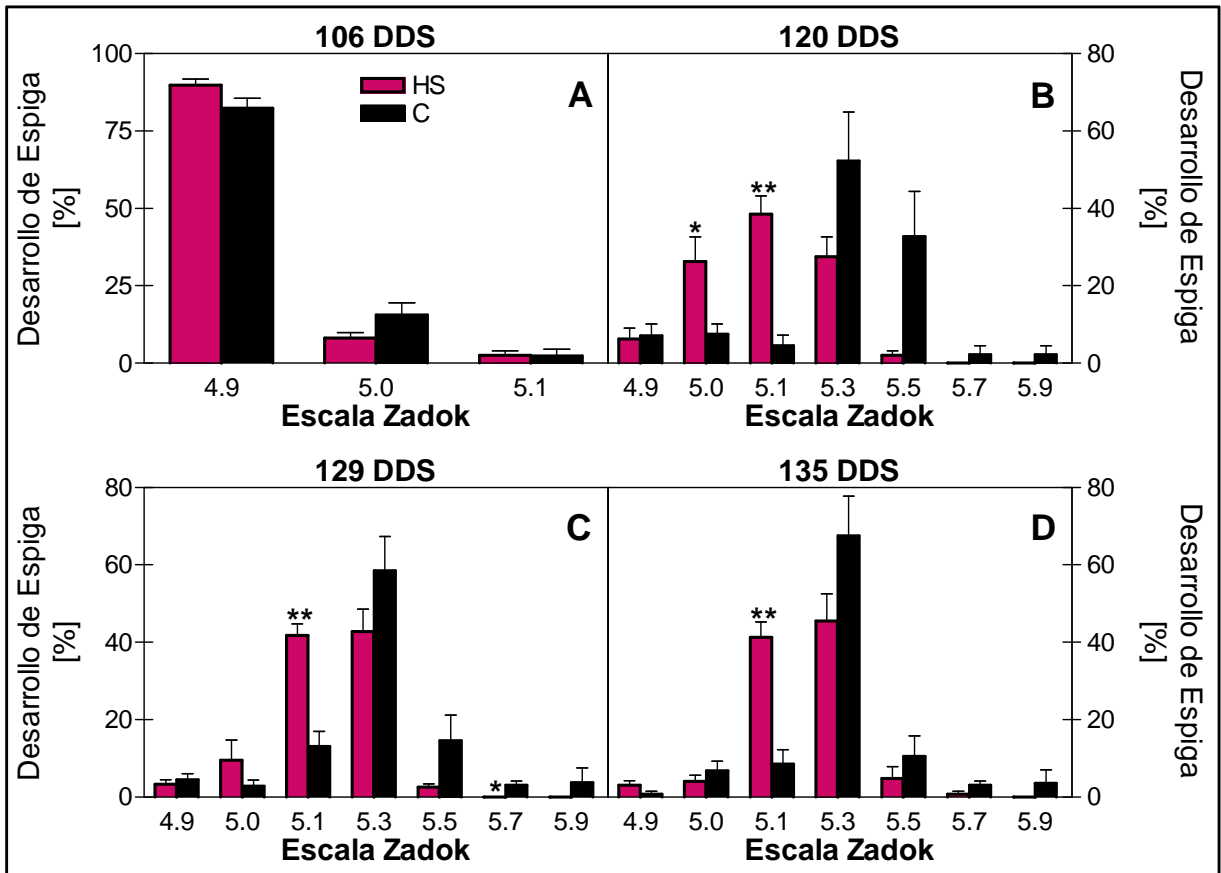 106 DDS
120 DDS
Desarrollo de Espiga
[%]
100
75
50
25
0
HS
C
A
4.9 5.0 5.1
Escala Zadok
B
*
**
4.9 5.0 5.1 5.3 5.5 5.7 5.9
Escala Zadok
80
60
40
20
0
Desarrollo de Espiga
[%]
129 DDS
135 DDS
Desarrollo de Espiga
[%]
80
60
40
20
0
C
**
*
4.9 5.0 5.1 5.3 5.5 5.7 5.9
Escala Zadok
D
**
4.9 5.0 5.1 5.3 5.5 5.7 5.9
Escala Zadok
80
60
40
20
0
Desarrollo de Espiga
[%]